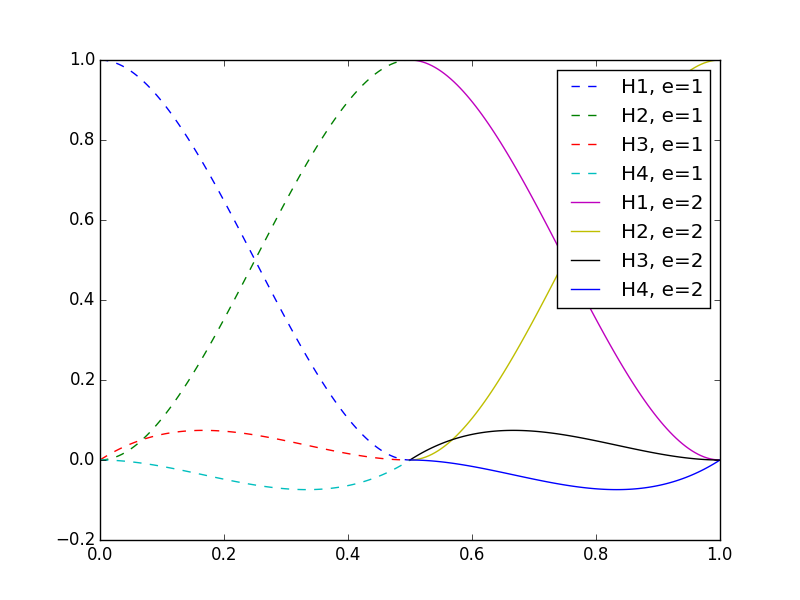 1.0
0.8
0.6
0.4
0.2
0.0
−0.2
0.0 0.2 0.4 0.6 0.8 1.0
H1, e=1
H2, e=1
H3, e=1
H4, e=1
H1, e=2
H2, e=2
H3, e=2
H4, e=2